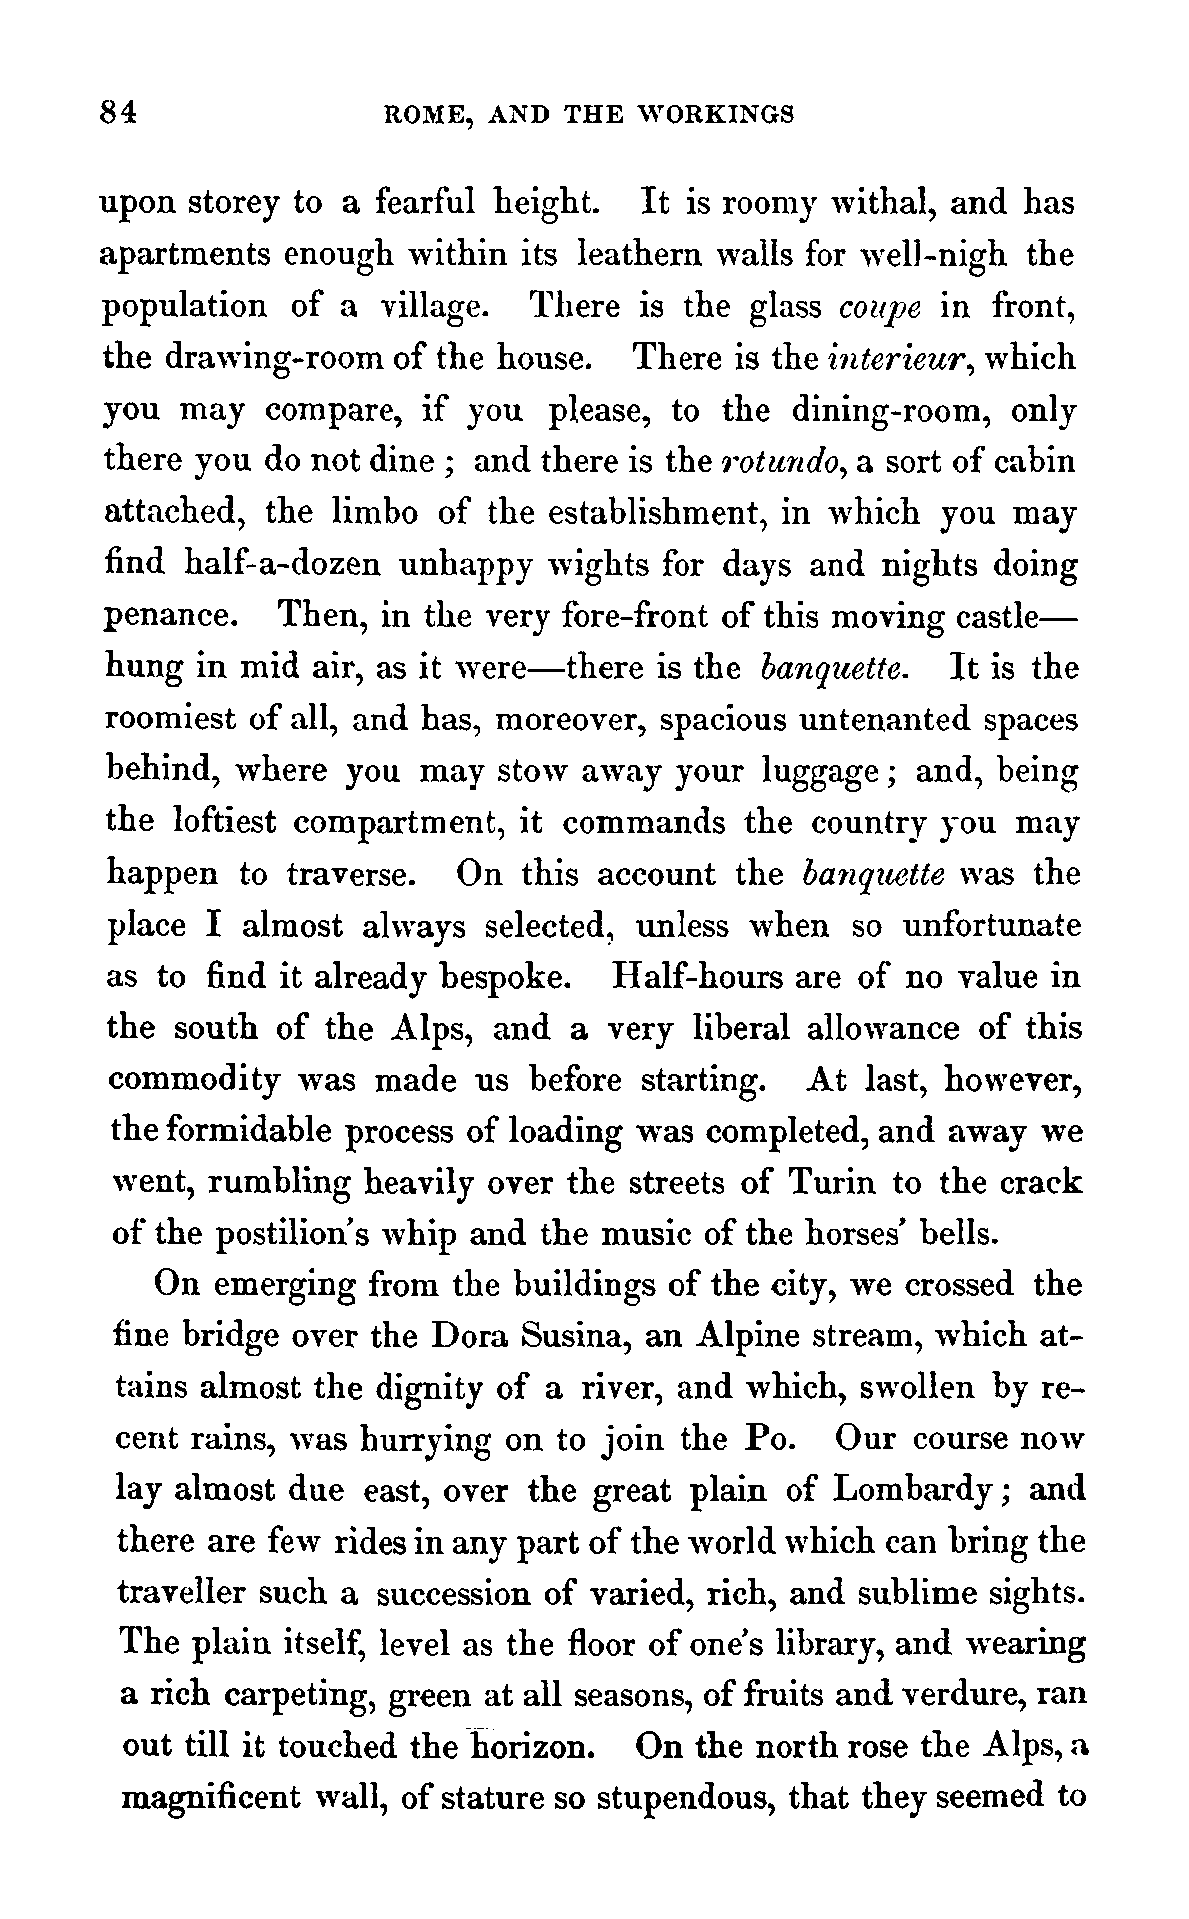 84 ROME, AND THE WORKINGS
upon storey to a fearful height. It is roomy withal, and has
apartments enough within its leathern walls for well-nigh the
population of a village. There is the glass coupe in front,
the drawing-room of the house. There is the interieur, which
you may compare, if you please, to the dining-room, only
there you do not dine ; and there is the rotundo, a sort of cabin
attached, the limbo of the establishment, in which you may
find half-a-dozen unhappy wights for days and nights doing
penance. Then, in the very fore-front of this moving castle—
hung in mid air, as it were—there is the banquette. It is the
roomiest of all, and has, moreover, spacious untenanted spaces
behind, where you may stow away your luggage ; and, being
the loftiest compartment, it commands the country you may
happen to traverse. On this account the banquette was the
place I almost always selected, unless when so unfortunate
as to find it already bespoke. Half-hours are of no value in
the south of the Alps, and a very liberal allowance of this
commodity was made us before starting. At last, however,
the formidable process of loading was completed, and away we
went, rumbling heavily over the streets of Turin to the crack
of the postilion's whip and the music of the horses' bells.
On emerging from the buildings of the city, we crossed the
fine bridge over the Dora Susina, an Alpine stream, which at-
tains almost the dignity of a river, and which, swollen by re-
cent rains, was hurrying on to join the Po. Our course now
lay almost due east, over the great plain of Lombardy ; and
there are few rides in any part of the world which can bring the
traveller such a succession of varied, rich, and sublime sights.
The plain itself, level as the floor of one's library, and wearing
a rich carpeting, green at all seasons, of fruits and verdure, ran
out till it touched the horizon. On the north rose the Alps, a
magnificent wall, of stature so stupendous, that they seemed to